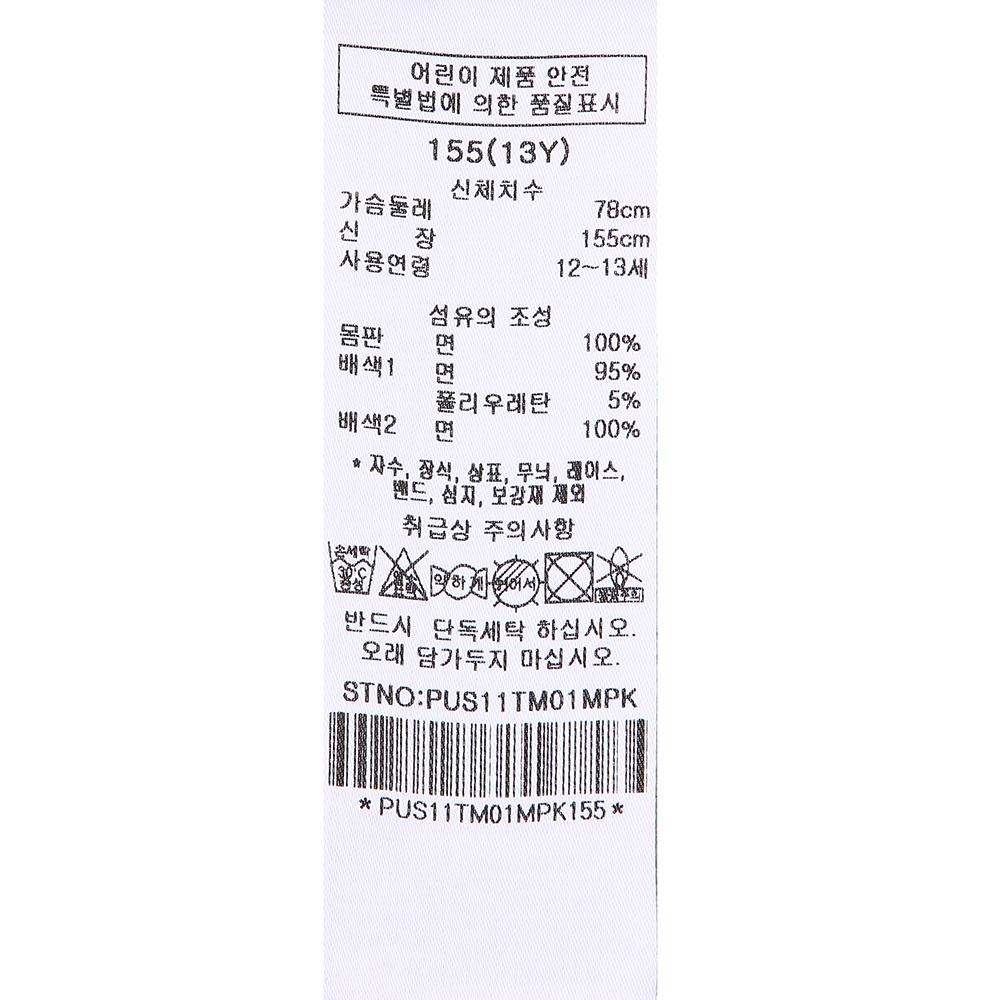 어린이 제품 안전
특별법에 의한 품질표시
155(13Y)
신체치수
가슴둘레 78cm
신 장 155cm
사용연령 12~13세
섬유의 조성
몸판 면 100%
배색1 면 95%
폴리우레탄 5%
배색2 면 100%
* 자수, 장식, 상표, 무늬, 레이스,
밴드, 심지, 보강재 제외
취급상 주의사항
손세탁
30°C
중성
염소
표백
약하게
뉘어서
반드시 단독세탁 하십시오.
오래 담가두지 마십시오.
STNO:PUS11TM01MPK
*PUS11TM01MPK155*